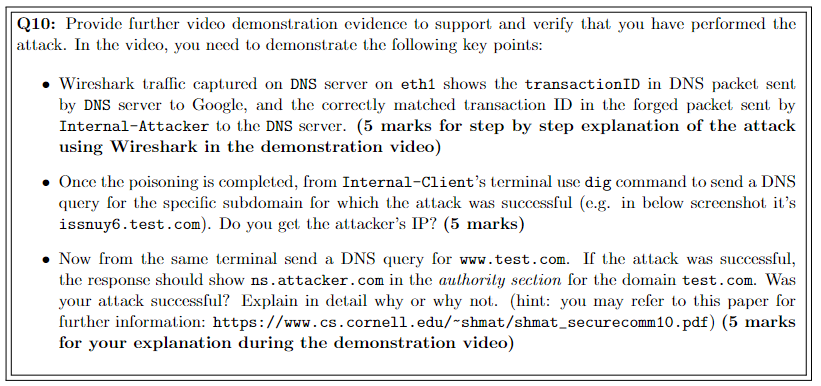 Q10: Provide further video demonstration evidence to support and verify that you have performed the
attack. In the video, you need to demonstrate the following key points:
• Wireshark traffic captured on DNS server on eth1 shows the transactionID in DNS packet sent
by DNS server to Google, and the correctly matched transaction ID in the forged packet sent by
Internal-Attacker to the DNS server. (5 marks for step by step explanation of the attack
using Wireshark in the demonstration video)
• Once the poisoning is completed, from Internal-Client's terminal use dig command to send a DNS
query for the specific subdomain for which the attack was successful (e.g. in below screenshot it's
issnuy6.test.com). Do you get the attacker's IP? (5 marks)
• Now from the same terminal send a DNS query for www.test.com. If the attack was successful,
the response should show ns.attacker.com in the authority section for the domain test.com. Was
your attack successful? Explain in detail why or why not. (hint: you may refer to this paper for
further information: https://www.cs.cornell.edu/~shmat/shmat_securecomm10.pdf) (5 marks
for your explanation during the demonstration video)